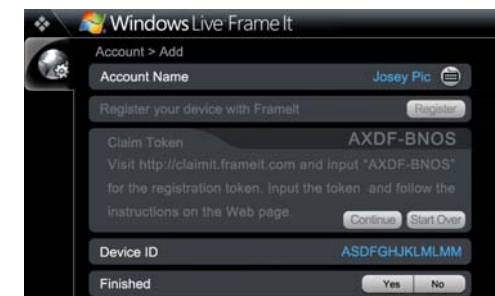 Windows Live Frame It
Account > Add
Account Name Josey Pic
Register your device with FrameIt Register
Claim Token AXDF-BNOS
Visit http://claimit.frameit.com and input "AXDF-BNOS"
for the registration token. Input the token and follow the
instructions on the Web page. Continue Start Over
Device ID ASDFGHJKLMLMM
Finished Yes No